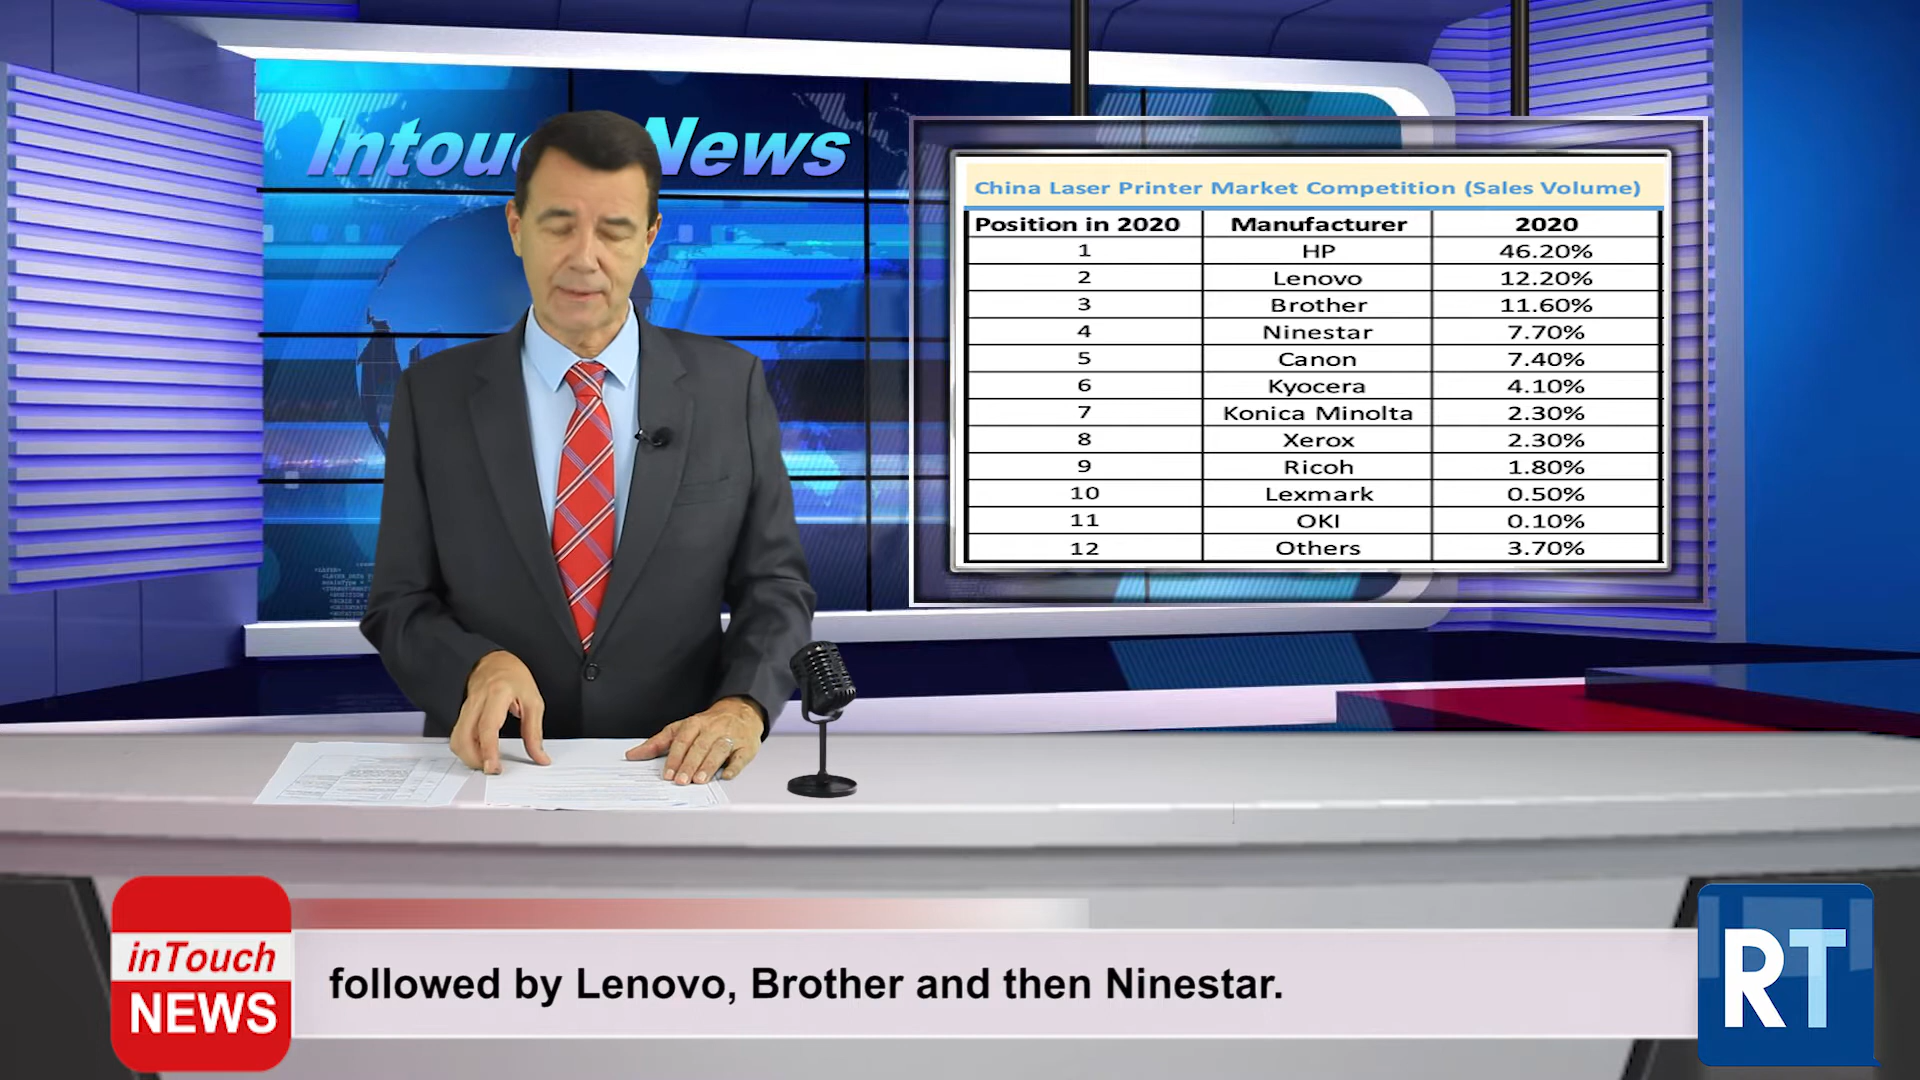 Intouch News
China Laser Printer Market Competition (Sales Volume)
Position in 2020 Manufacturer 2020
1 HP 46.20%
2 Lenovo 12.20%
3 Brother 11.60%
4 Ninestar 7.70%
5 Canon 7.40%
6 Kyocera 4.10%
7 Konica Minolta 2.30%
8 Xerox 2.30%
9 Ricoh 1.80%
10 Lexmark 0.50%
11 OKI 0.10%
12 Others 3.70%
inTouch
NEWS
followed by Lenovo, Brother and then Ninestar.
RT